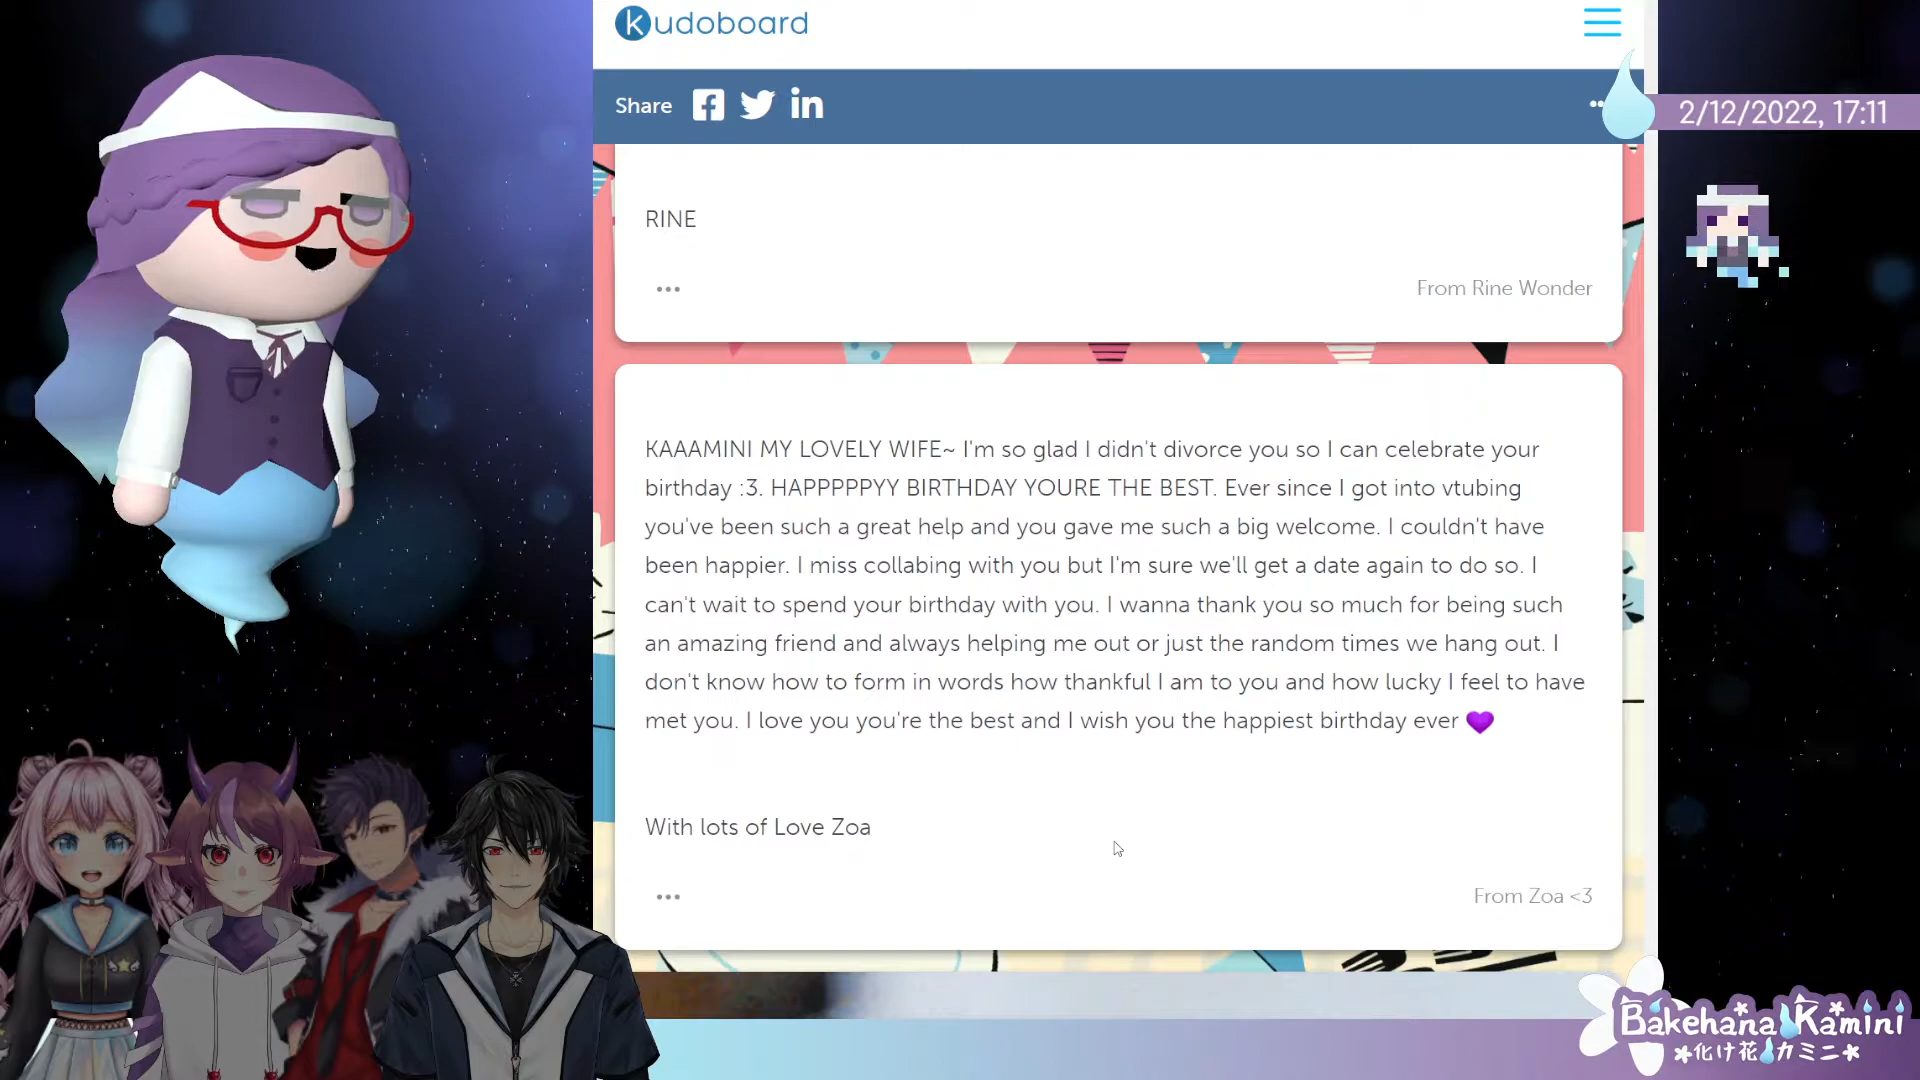 kudoboard
Share
2/12/2022, 17:11
RINE
From Rine Wonder
KAAAMINI MY LOVELY WIFE~ I'm so glad I didn't divorce you so I can celebrate your
birthday :3. HAPPPPPYY BIRTHDAY YOURE THE BEST. Ever since I got into vtubing
you've been such a great help and you gave me such a big welcome. I couldn't have
been happier. I miss collabing with you but I'm sure we'll get a date again to do so. I
can't wait to spend your birthday with you. I wanna thank you so much for being such
an amazing friend and always helping me out or just the random times we hang out. I
don't know how to form in words how thankful I am to you and how lucky I feel to have
met you. I love you you're the best and I wish you the happiest birthday ever 💜
With lots of Love Zoa
From Zoa <3
Bakehana Kamini
化け花カミニ